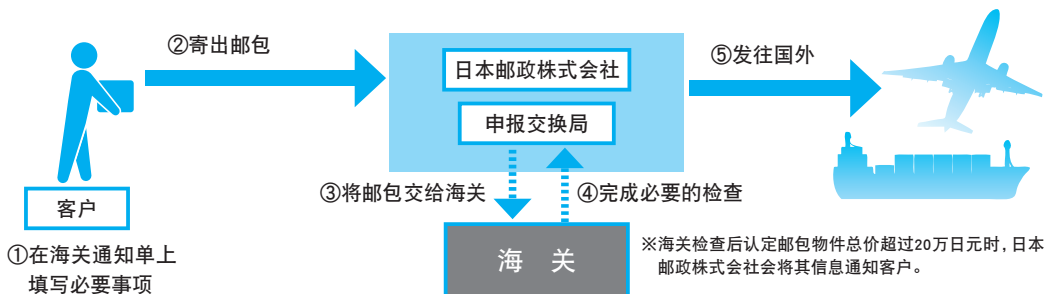 ②寄出邮包
⑤发往国外
日本邮政株式会社
申报交换局
③将邮包交给海关
④完成必要的检查
客户
①在海关通知单上
填写必要事项
海 关
※海关检查后认定邮包物件总价超过20万日元时，日本
邮政株式会社会将其信息通知客户。